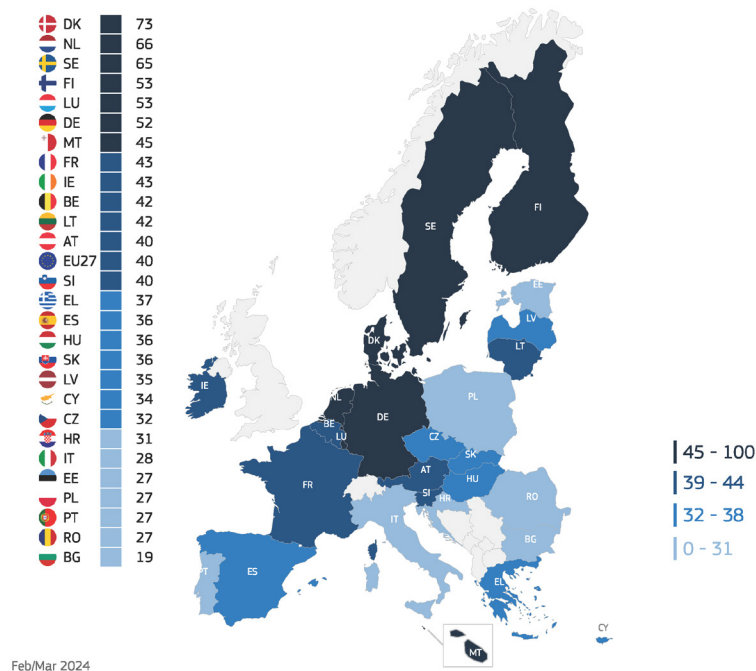 DK 73
NL 66
SE 65
FI 53
LU 53
DE 52
MT 45
FR 43
IE 43
BE 42
LT 42
AT 40
EU27 40
SI 40
EL 37
ES 36
HU 36
SK 36
LV 35
CY 34
CZ 32
HR 31
IT 28
EE 27
PL 27
PT 27
RO 27
BG 19
FI
SE
EE
LV
LT
DK
IE
NL
PL
DE
BE
LU
CZ
SK
AT
HU
FR
SI
HR
RO
IT
BG
PT
ES
EL
CY
MT
45 - 100
39 - 44
32 - 38
0 - 31
Feb/Mar 2024